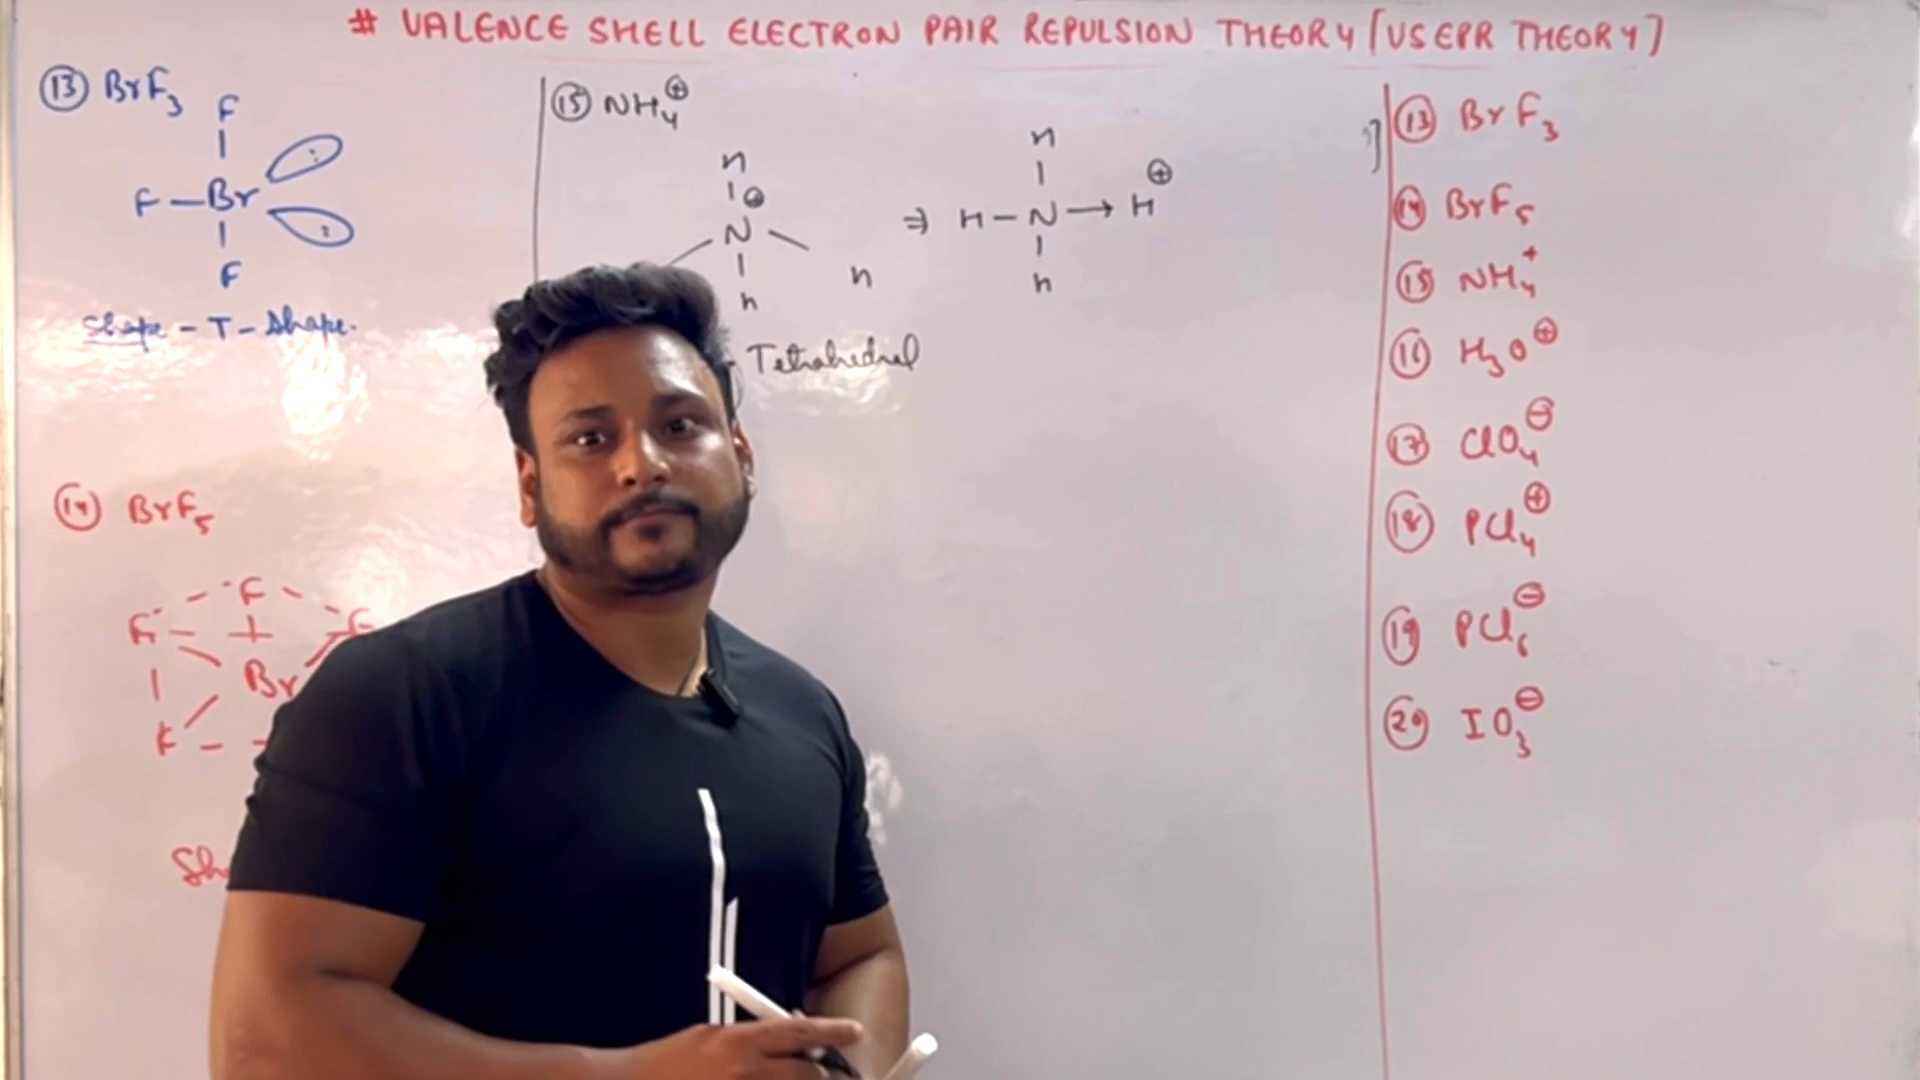 # VALENCE SHELL ELECTRON PAIR REPULSION THEORY [VSEPR THEORY]
⑬ BrF₃
F
|
F — Br
|
F
Shape - T - Shape.
⑭ BrF₅
F
F F
Br
F
Sh
⑮ NH₄⊕
H
|⊕
N
|
H H
⇒ H — N → H⊕
H
H
- Tetrahedral
⑬ BrF₃
⑭ BrF₅
⑮ NH₄⁺
⑯ H₃O⊕
⑰ ClO₄⊖
⑱ PCl₄⊕
⑲ PCl₆⊖
⑳ IO₃⊖